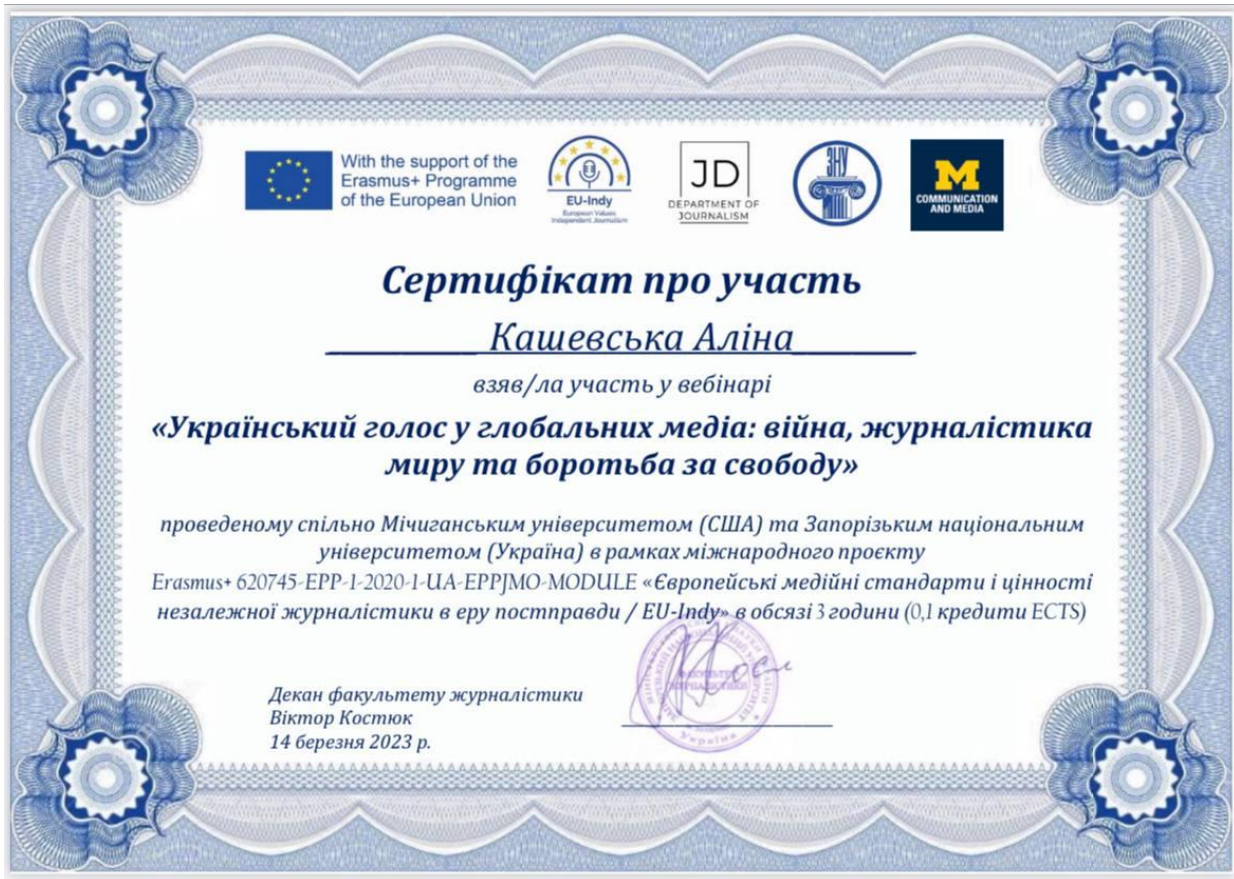 With the support of the
Erasmus+ Programme
of the European Union
EU-Indy
European Values
Independent Journalism
JD
DEPARTMENT OF
JOURNALISM
ЗНУ
M
COMMUNICATION
AND MEDIA
Сертифікат про участь
Кашевська Аліна
взяв/ла участь у вебінарі
«Український голос у глобальних медіа: війна, журналістика
миру та боротьба за свободу»
проведеному спільно Мічиганським університетом (США) та Запорізьким національним
університетом (Україна) в рамках міжнародного проєкту
Erasmus+ 620745-EPP-1-2020-1-UA-EPPJMO-MODULE «Європейські медійні стандарти і цінності
незалежної журналістики в еру постправди / EU-Indy» в обсязі 3 години (0,1 кредити ECTS)
Декан факультету журналістики
Віктор Костюк
14 березня 2023 р.
Україна